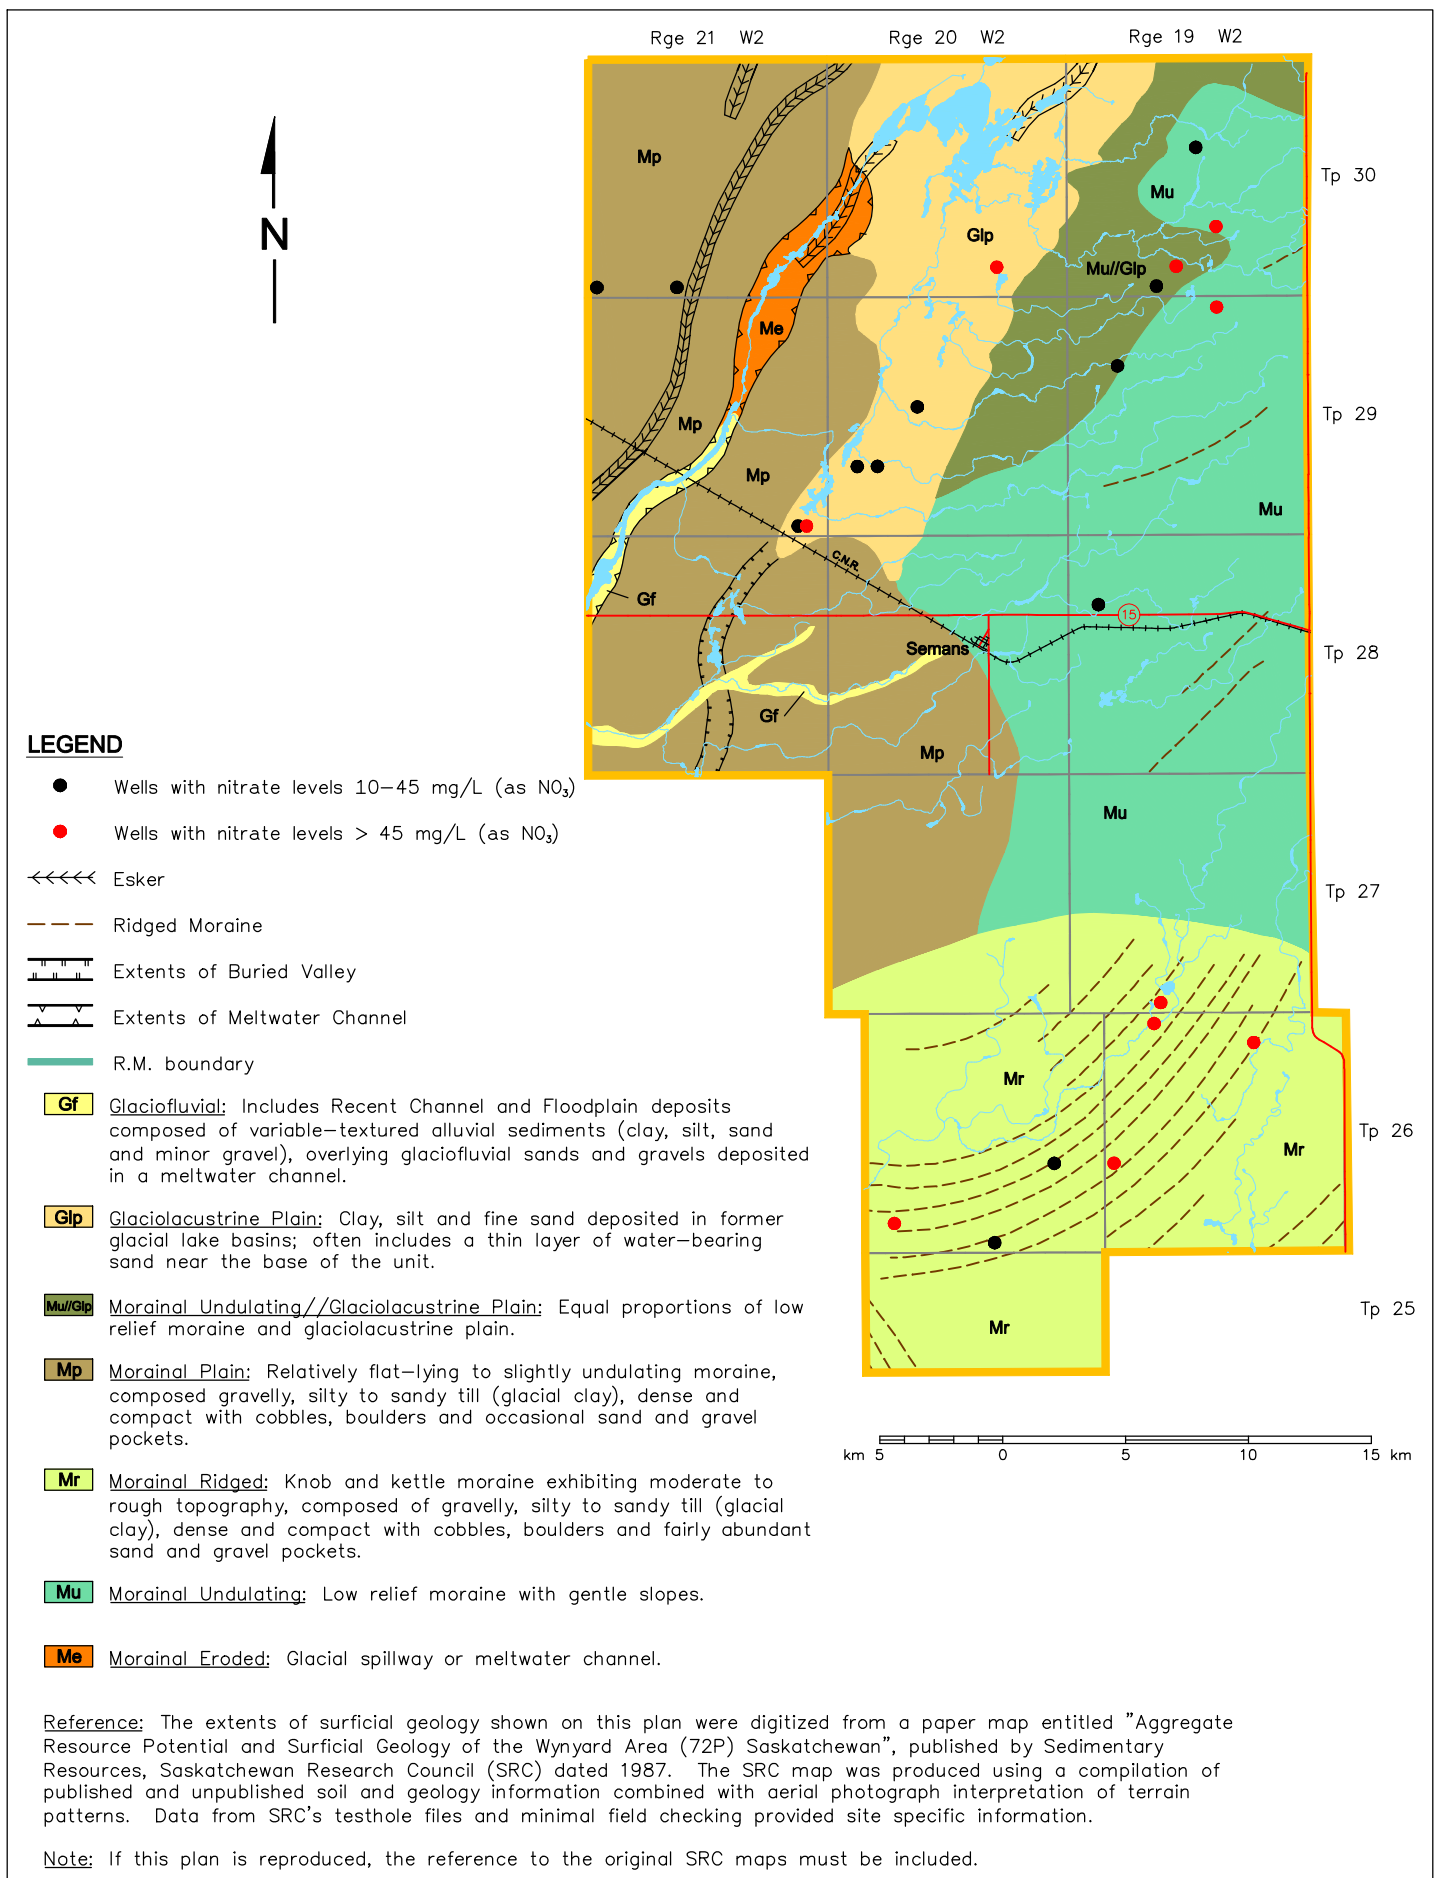 Rge 21 W2
Rge 20 W2
Rge 19 W2
N
Tp 30
Tp 29
Tp 28
Tp 27
Tp 26
Tp 25
Mp
Mu
Glp
Mu//Glp
Me
Mp
Mp
Mu
C.N.R.
Gf
15
Semans
Gf
Mp
Mu
Mr
Mr
Mr
km 5 0 5 10 15 km
LEGEND
Wells with nitrate levels 10-45 mg/L (as NO₃)
Wells with nitrate levels > 45 mg/L (as NO₃)
Esker
Ridged Moraine
Extents of Buried Valley
Extents of Meltwater Channel
R.M. boundary
Gf Glaciofluvial: Includes Recent Channel and Floodplain deposits
composed of variable-textured alluvial sediments (clay, silt, sand
and minor gravel), overlying glaciofluvial sands and gravels deposited
in a meltwater channel.
Glp Glaciolacustrine Plain: Clay, silt and fine sand deposited in former
glacial lake basins; often includes a thin layer of water-bearing
sand near the base of the unit.
Mu//Glp Morainal Undulating//Glaciolacustrine Plain: Equal proportions of low
relief moraine and glaciolacustrine plain.
Mp Morainal Plain: Relatively flat-lying to slightly undulating moraine,
composed gravelly, silty to sandy till (glacial clay), dense and
compact with cobbles, boulders and occasional sand and gravel
pockets.
Mr Morainal Ridged: Knob and kettle moraine exhibiting moderate to
rough topography, composed of gravelly, silty to sandy till (glacial
clay), dense and compact with cobbles, boulders and fairly abundant
sand and gravel pockets.
Mu Morainal Undulating: Low relief moraine with gentle slopes.
Me Morainal Eroded: Glacial spillway or meltwater channel.
Reference: The extents of surficial geology shown on this plan were digitized from a paper map entitled "Aggregate
Resource Potential and Surficial Geology of the Wynyard Area (72P) Saskatchewan", published by Sedimentary
Resources, Saskatchewan Research Council (SRC) dated 1987. The SRC map was produced using a compilation of
published and unpublished soil and geology information combined with aerial photograph interpretation of terrain
patterns. Data from SRC's testhole files and minimal field checking provided site specific information.
Note: If this plan is reproduced, the reference to the original SRC maps must be included.